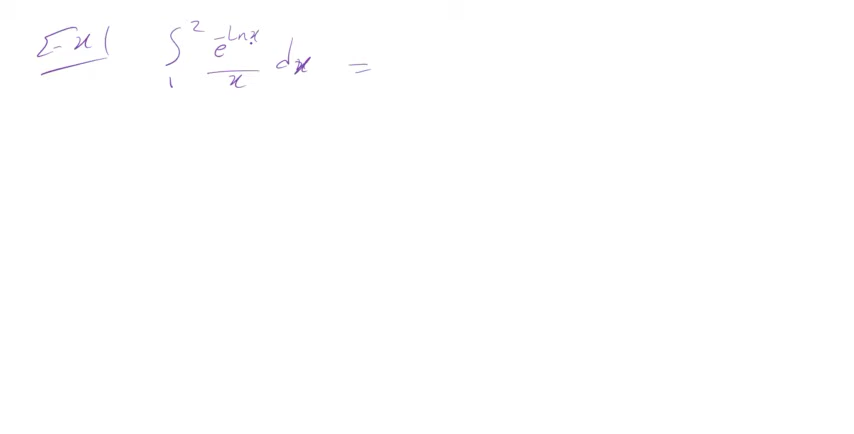 Ex 1 ∫₁² e^{-Ln x}/x dx =